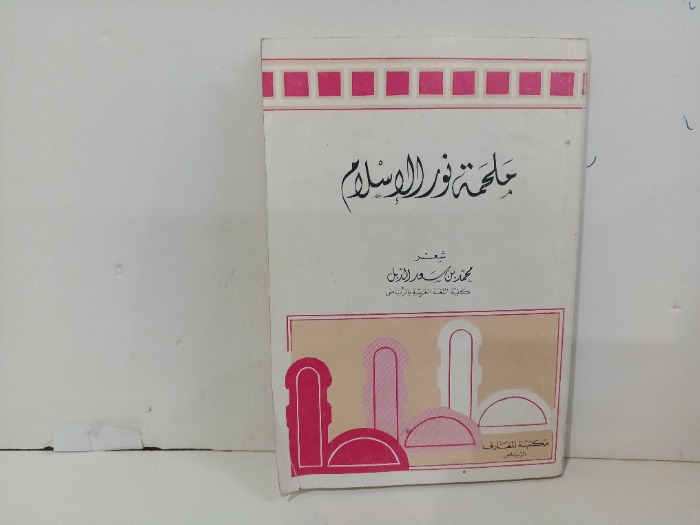 ملحمة نور الإسلام
شعر
محمد بن سعد الدبل
كلية اللغة العربية بالرياض
مكتبة المعارف
الرياض